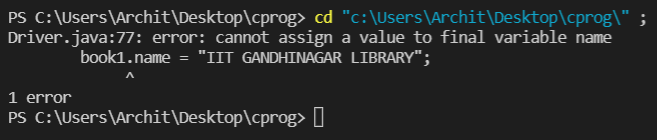 PS C:\Users\Archit\Desktop\cprog> cd "c:\Users\Archit\Desktop\cprog\" ;
Driver.java:77: error: cannot assign a value to final variable name
        book1.name = "IIT GANDHINAGAR LIBRARY";
             ^
1 error
PS C:\Users\Archit\Desktop\cprog>